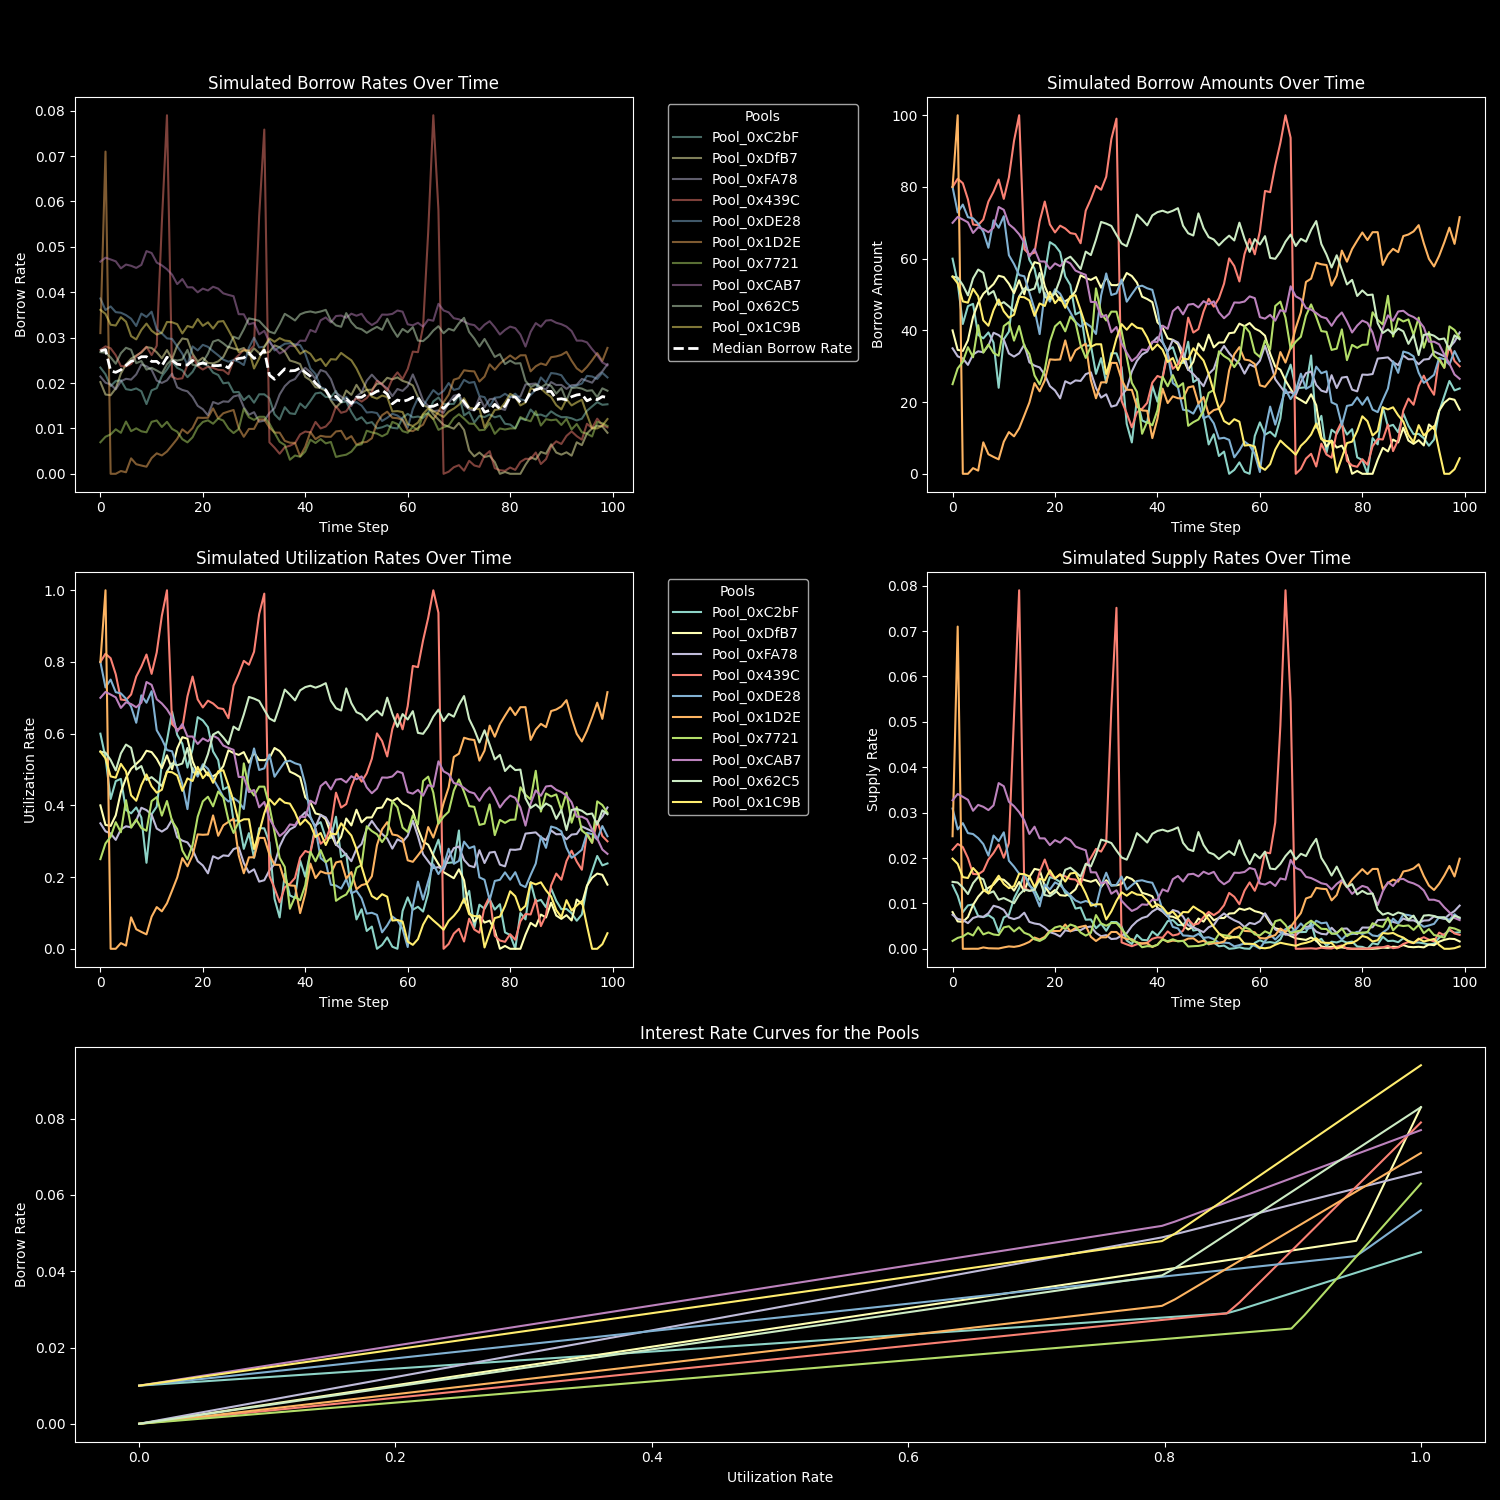 Simulated Borrow Rates Over Time
Borrow Rate
0.08
0.07
0.06
0.05
0.04
0.03
0.02
0.01
0.00
0 20 40 60 80 100
Time Step
Pools
Pool_0xC2bF
Pool_0xDfB7
Pool_0xFA78
Pool_0x439C
Pool_0xDE28
Pool_0x1D2E
Pool_0x7721
Pool_0xCAB7
Pool_0x62C5
Pool_0x1C9B
Median Borrow Rate
Simulated Borrow Amounts Over Time
Borrow Amount
100
80
60
40
20
0
0 20 40 60 80 100
Time Step
Simulated Utilization Rates Over Time
Utilization Rate
1.0
0.8
0.6
0.4
0.2
0.0
0 20 40 60 80 100
Time Step
Pools
Pool_0xC2bF
Pool_0xDfB7
Pool_0xFA78
Pool_0x439C
Pool_0xDE28
Pool_0x1D2E
Pool_0x7721
Pool_0xCAB7
Pool_0x62C5
Pool_0x1C9B
Simulated Supply Rates Over Time
Supply Rate
0.08
0.07
0.06
0.05
0.04
0.03
0.02
0.01
0.00
0 20 40 60 80 100
Time Step
Interest Rate Curves for the Pools
Borrow Rate
0.08
0.06
0.04
0.02
0.00
0.0 0.2 0.4 0.6 0.8 1.0
Utilization Rate